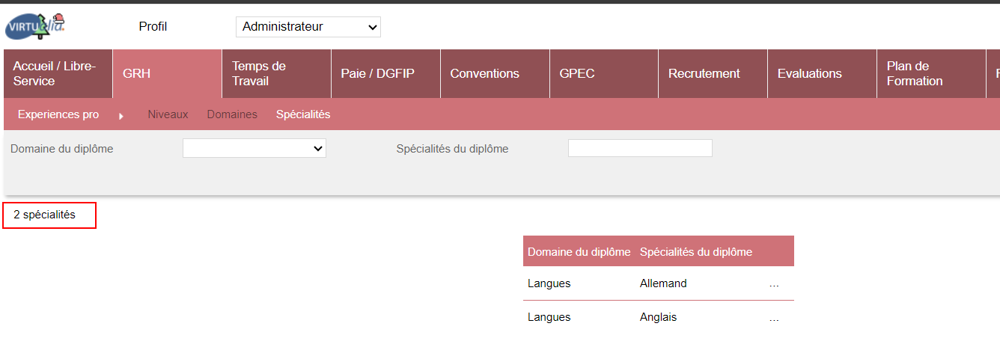 VIRTUelia
Profil Administrateur
Accueil / Libre-Service GRH Temps de Travail Paie / DGFIP Conventions GPEC Recrutement Evaluations Plan de Formation
Experiences pro Niveaux Domaines Spécialités
Domaine du diplôme Spécialités du diplôme
2 spécialités
Domaine du diplôme Spécialités du diplôme
Langues Allemand ...
Langues Anglais ...